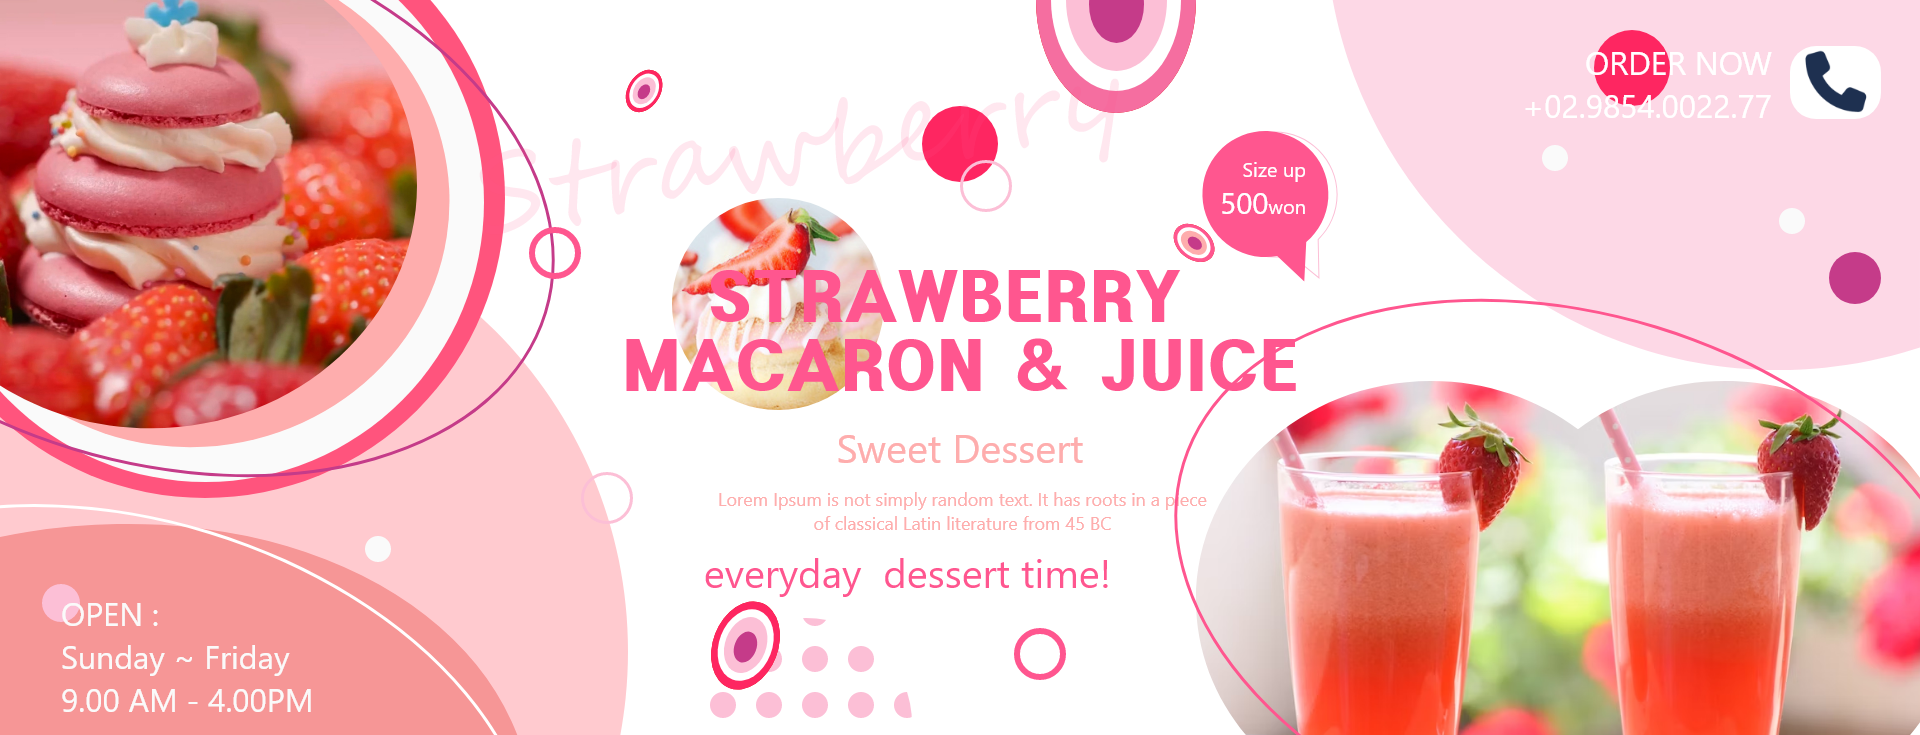 Strawberry
ORDER NOW
+02.9854.0022.77
Size up
500won
STRAWBERRY
MACARON & JUICE
Sweet Dessert
Lorem Ipsum is not simply random text. It has roots in a piece
of classical Latin literature from 45 BC
everyday dessert time!
OPEN :
Sunday ~ Friday
9.00 AM - 4.00PM